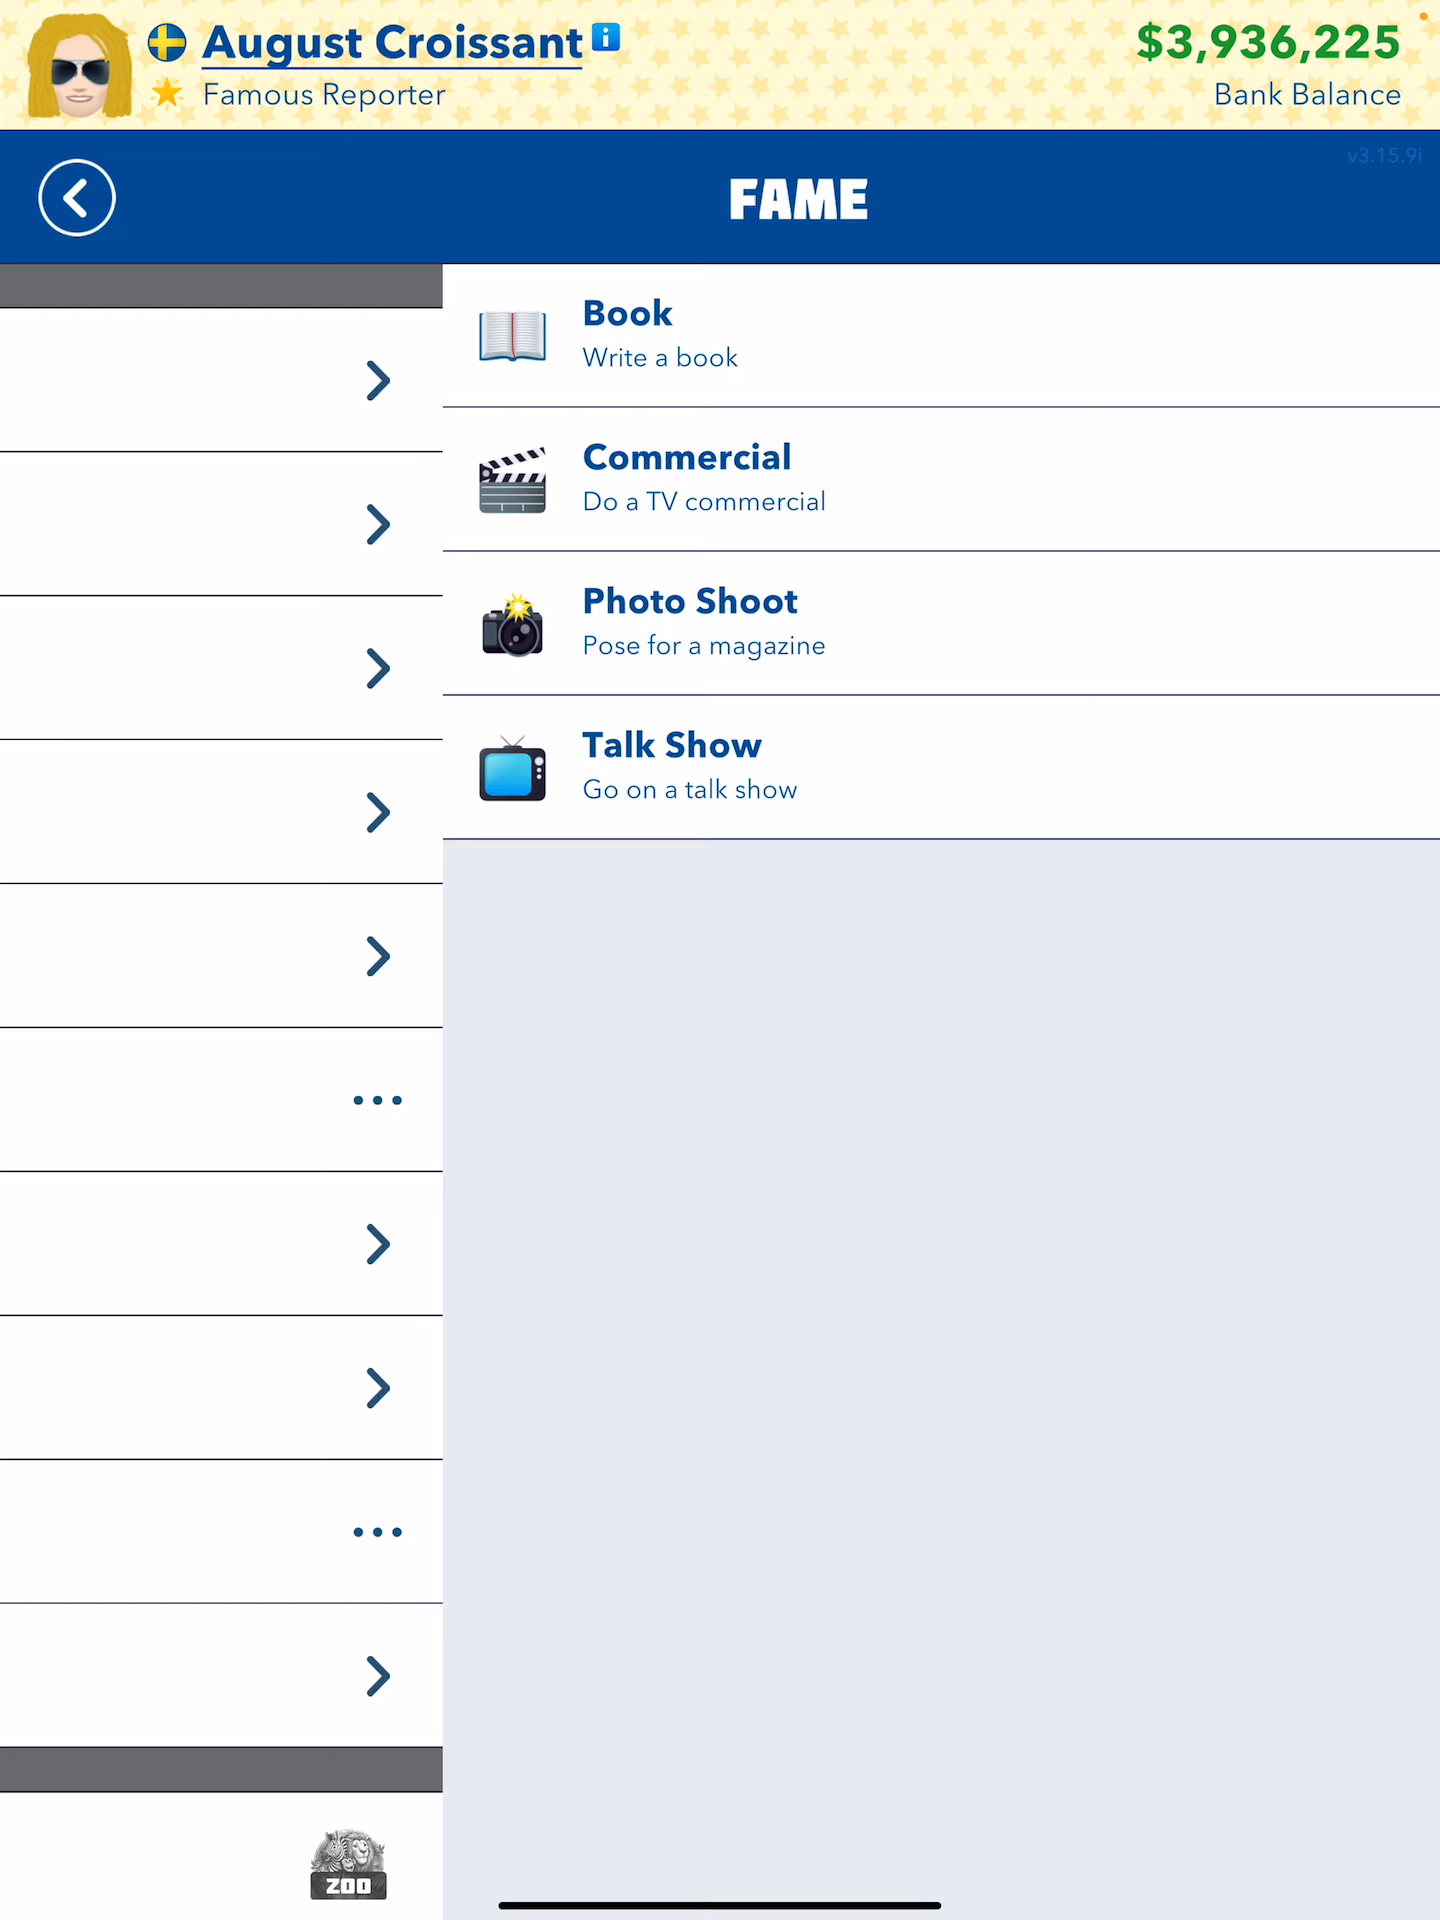 August Croissant i
Famous Reporter
$3,936,225
Bank Balance
v3.15.9i
FAME
Book
Write a book
Commercial
Do a TV commercial
Photo Shoot
Pose for a magazine
Talk Show
Go on a talk show
ZOO